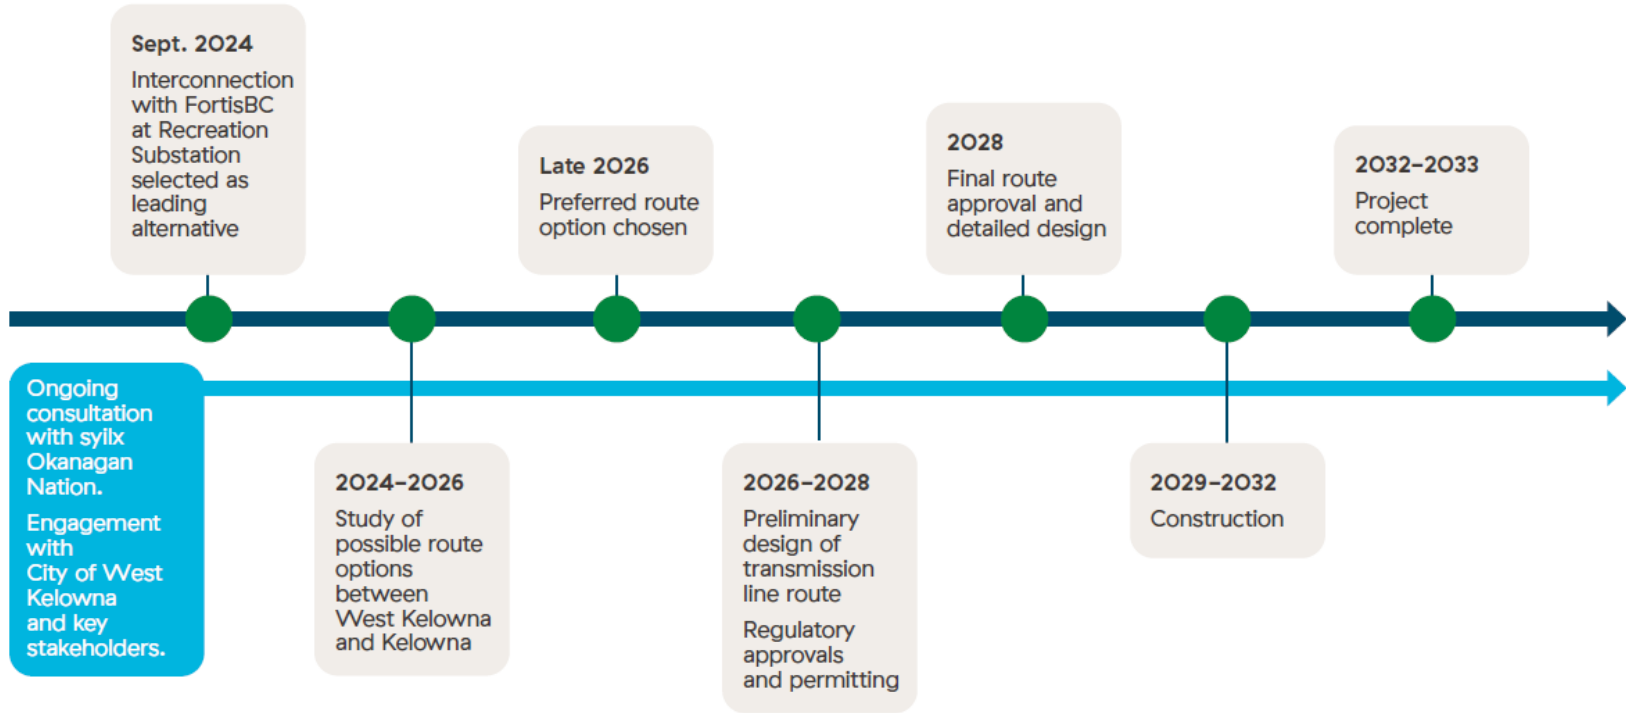 Sept. 2024
Interconnection
with FortisBC
at Recreation
Substation
selected as
leading
alternative
Late 2026
Preferred route
option chosen
2028
Final route
approval and
detailed design
2032–2033
Project
complete
Ongoing
consultation
with syilx
Okanagan
Nation.
Engagement
with
City of West
Kelowna
and key
stakeholders.
2024–2026
Study of
possible route
options
between
West Kelowna
and Kelowna
2026–2028
Preliminary
design of
transmission
line route
Regulatory
approvals
and permitting
2029–2032
Construction